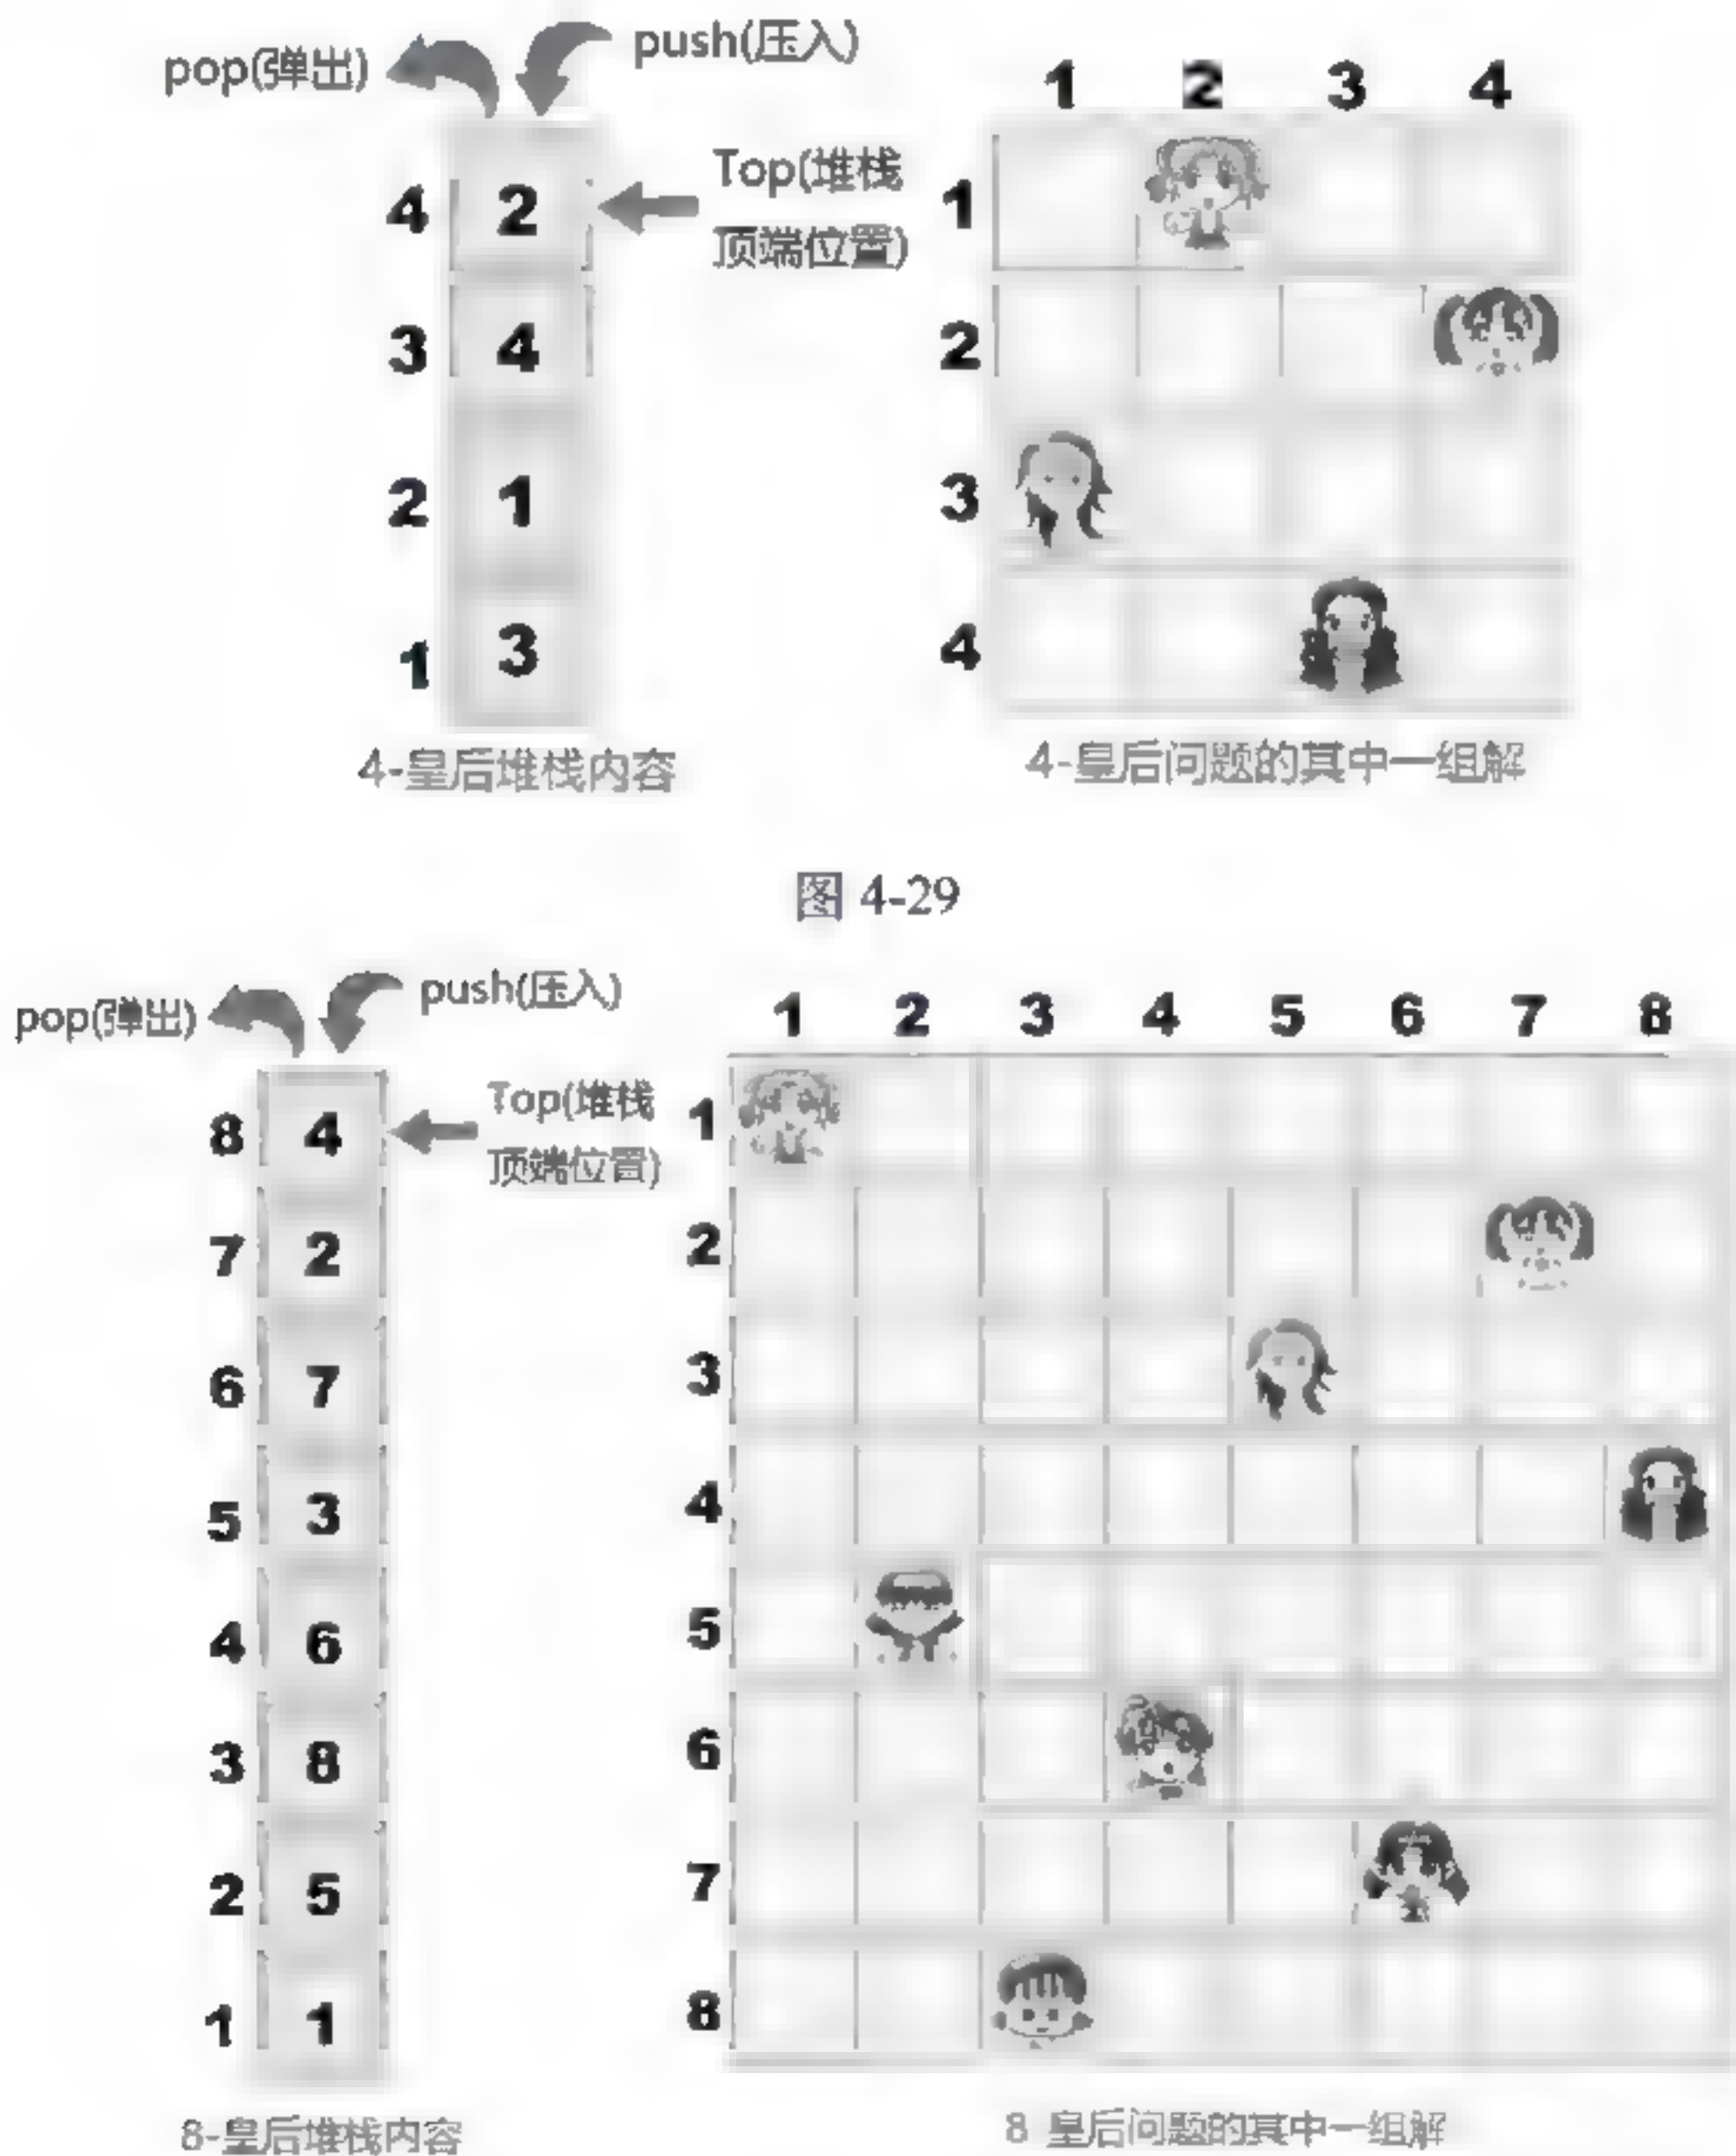 pop(弹出)
push(压入)
1 2 3 4
4 2
Top(堆栈
顶端位置)
3 4
2 1
1 3
1
2
3
4
4-皇后堆栈内容
4-皇后问题的其中一组解
图 4-29
pop(弹出)
push(压入)
1 2 3 4 5 6 7 8
8 4
Top(堆栈
顶端位置)
7 2
6 7
5 3
4 6
3 8
2 5
1 1
1
2
3
4
5
6
7
8
8-皇后堆栈内容
8 皇后问题的其中一组解